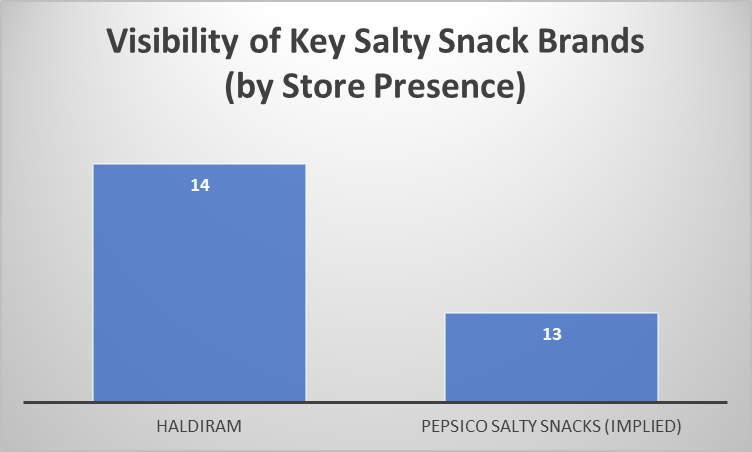 Visibility of Key Salty Snack Brands
(by Store Presence)
14
13
HALDIRAM
PEPSICO SALTY SNACKS (IMPLIED)